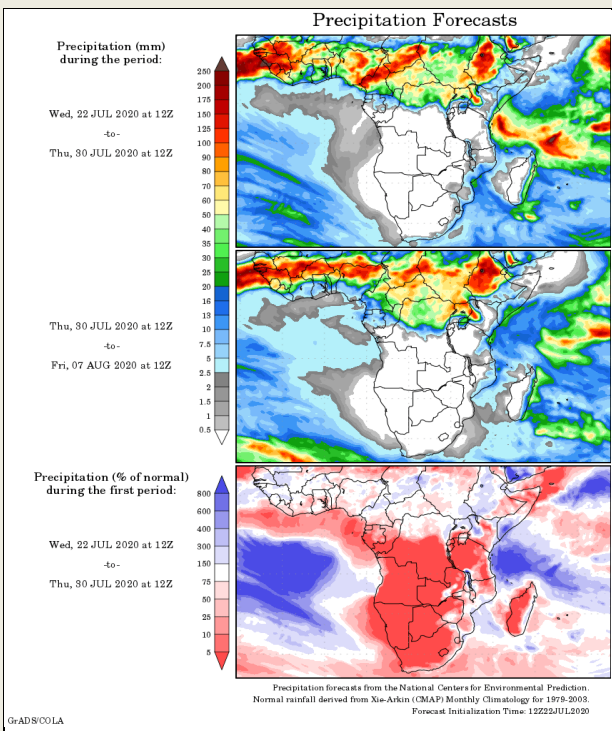 Precipitation Forecasts
Precipitation (mm)
during the period:
Wed, 22 JUL 2020 at 12Z
-to-
Thu, 30 JUL 2020 at 12Z
250
200
175
150
125
100
90
80
70
60
50
40
35
30
25
20
16
13
10
7.5
5
2.5
2
1.5
1
0.5
Thu, 30 JUL 2020 at 12Z
-to-
Fri, 07 AUG 2020 at 12Z
Precipitation (% of normal)
during the first period:
Wed, 22 JUL 2020 at 12Z
-to-
Thu, 30 JUL 2020 at 12Z
800
600
400
300
150
75
50
25
10
5
Precipitation forecasts from the National Centers for Environmental Prediction.
Normal rainfall derived from Xie-Arkin (CMAP) Monthly Climatology for 1979-2003.
Forecast Initialization Time: 12Z22JUL2020
GrADS/COLA